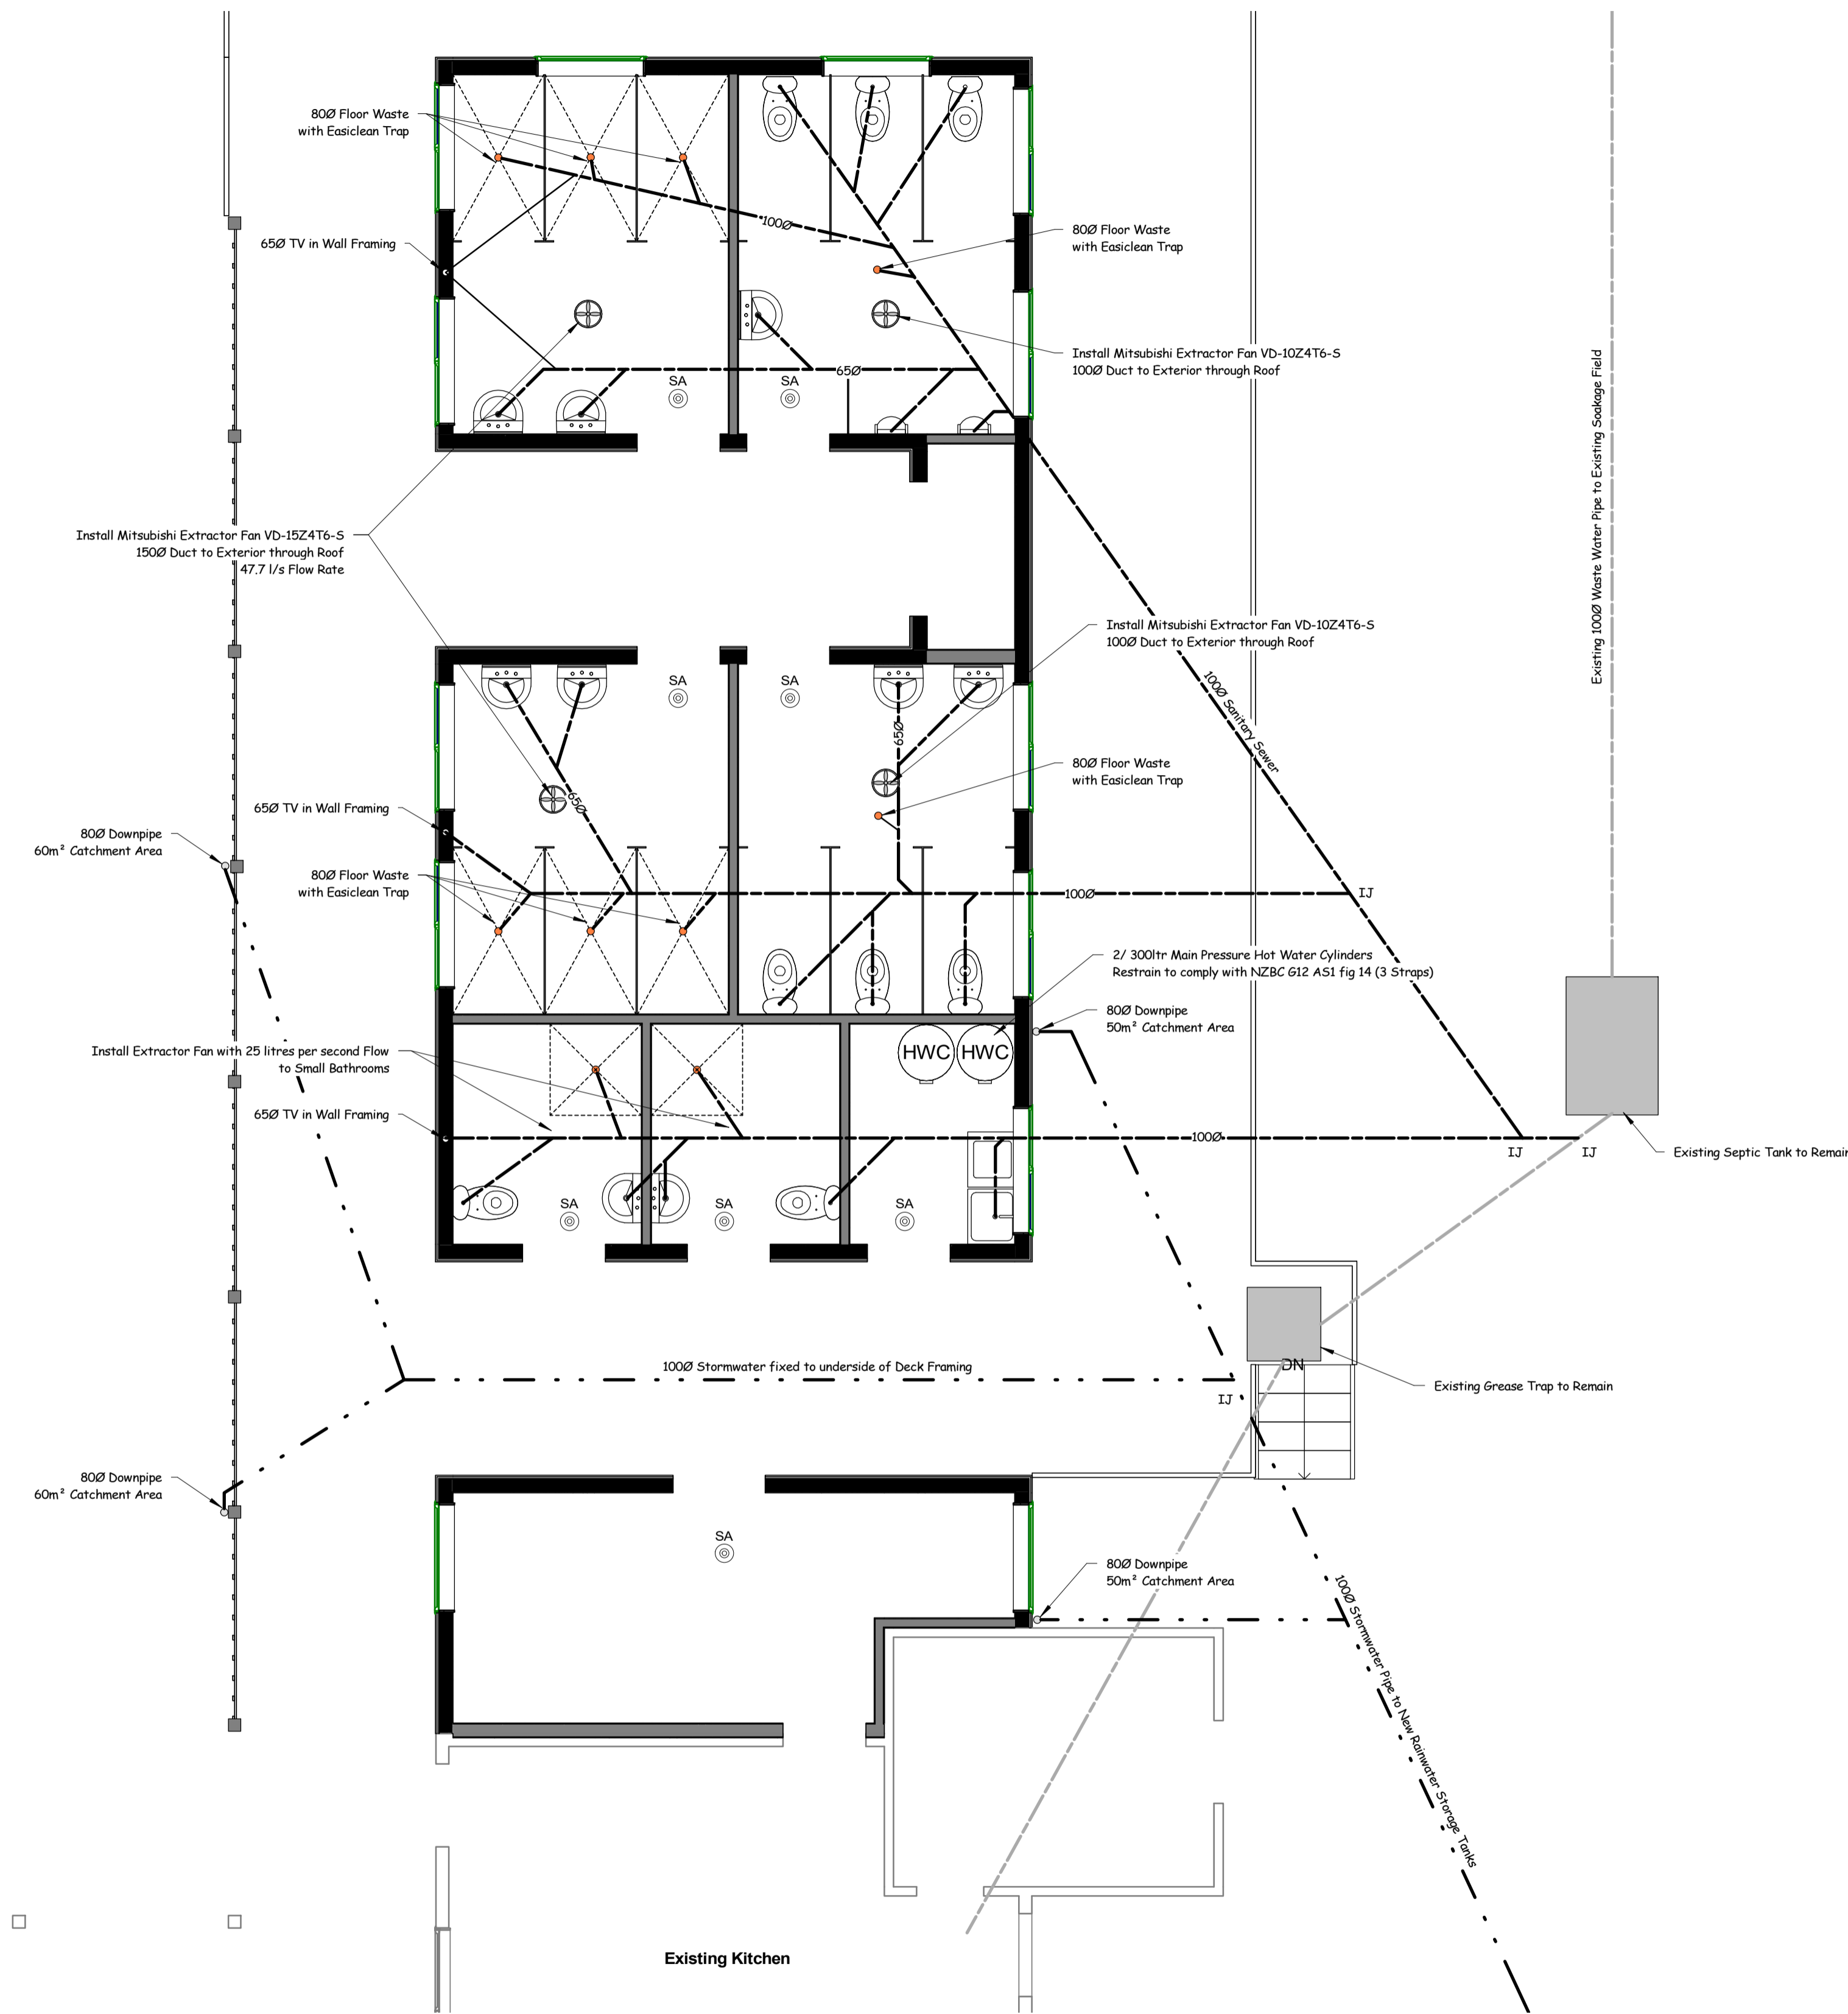 80Ø Floor Waste
with Easiclean Trap
65Ø TV in Wall Framing
100Ø
80Ø Floor Waste
with Easiclean Trap
Install Mitsubishi Extractor Fan VD-10Z4T6-S
100Ø Duct to Exterior through Roof
65Ø
SA
SA
Existing 100Ø Waste Water Pipe to Existing Soakage Field
Install Mitsubishi Extractor Fan VD-15Z4T6-S
150Ø Duct to Exterior through Roof
47.7 l/s Flow Rate
Install Mitsubishi Extractor Fan VD-10Z4T6-S
100Ø Duct to Exterior through Roof
SA
SA
100Ø Sanitary Sewer
65Ø
65Ø
80Ø Floor Waste
with Easiclean Trap
65Ø TV in Wall Framing
80Ø Downpipe
60m² Catchment Area
80Ø Floor Waste
with Easiclean Trap
100Ø
IJ
2/ 300ltr Main Pressure Hot Water Cylinders
Restrain to comply with NZBC G12 AS1 fig 14 (3 Straps)
80Ø Downpipe
50m² Catchment Area
HWC
HWC
Install Extractor Fan with 25 litres per second Flow
to Small Bathrooms
65Ø TV in Wall Framing
100Ø
IJ
IJ
Existing Septic Tank to Remain
SA
SA
SA
100Ø Stormwater fixed to underside of Deck Framing
DN
IJ
Existing Grease Trap to Remain
80Ø Downpipe
60m² Catchment Area
SA
80Ø Downpipe
50m² Catchment Area
100Ø Stormwater Pipe to New Rainwater Storage Tanks
Existing Kitchen